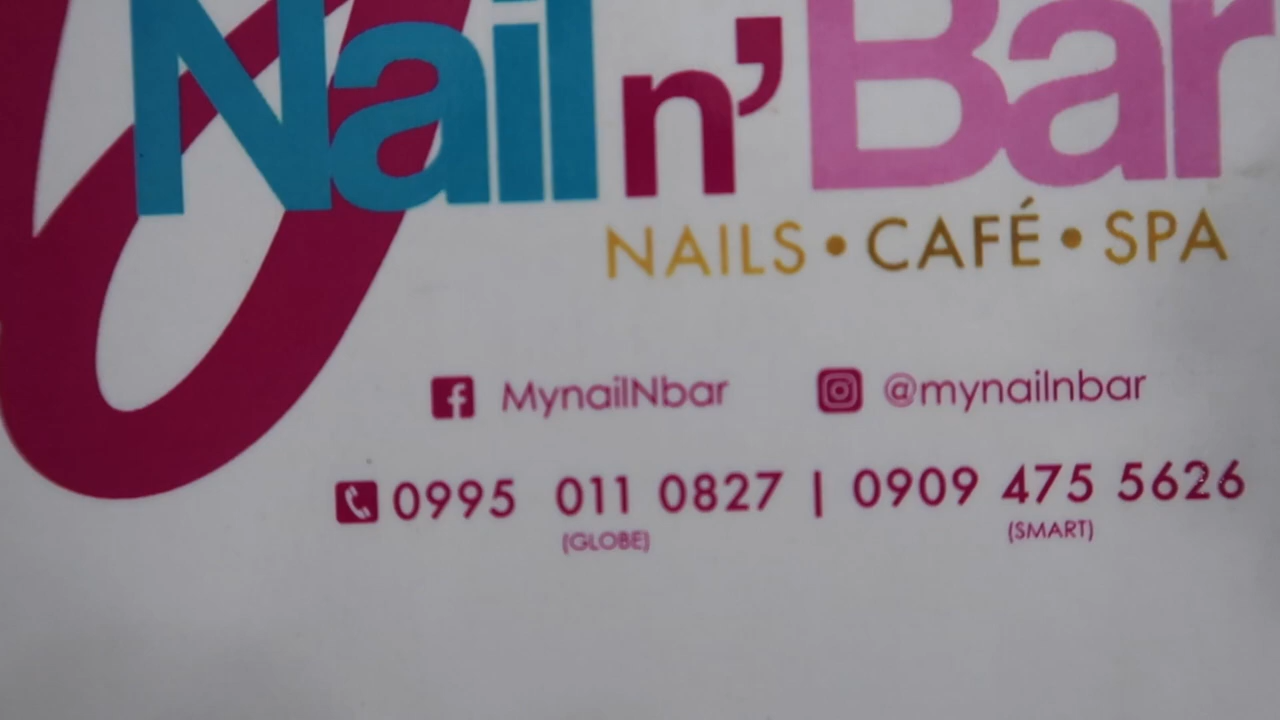 Nail n' Bar
NAILS • CAFÉ • SPA
MynailNbar @mynailnbar
0995 011 0827 | 0909 475 5626
(GLOBE) (SMART)